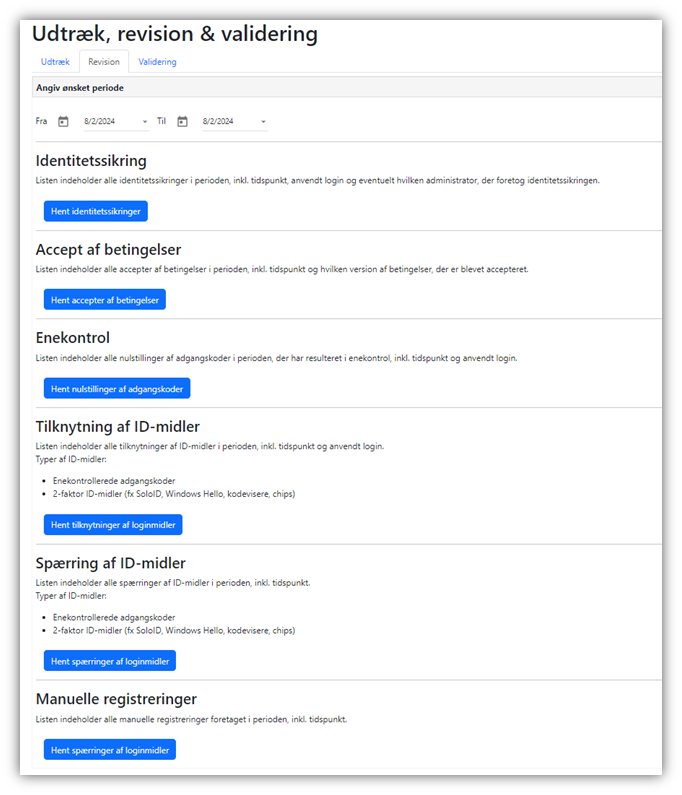 Udtræk, revision & validering
Udtræk Revision Validering
Angiv ønsket periode
Fra 8/2/2024 Til 8/2/2024
Identitetssikring
Listen indeholder alle identitetssikringer i perioden, inkl. tidspunkt, anvendt login og eventuelt hvilken administrator, der foretog identitetssikringen.
Hent identitetssikringer
Accept af betingelser
Listen indeholder alle accepter af betingelser i perioden, inkl. tidspunkt og hvilken version af betingelser, der er blevet accepteret.
Hent accepter af betingelser
Enekontrol
Listen indeholder alle nulstillinger af adgangskoder i perioden, der har resulteret i enekontrol, inkl. tidspunkt og anvendt login.
Hent nulstillinger af adgangskoder
Tilknytning af ID-midler
Listen indeholder alle tilknytninger af ID-midler i perioden, inkl. tidspunkt og anvendt login.
Typer af ID-midler:
• Enekontrollerede adgangskoder
• 2-faktor ID-midler (fx SoloID, Windows Hello, kodevisere, chips)
Hent tilknytninger af loginmidler
Spærring af ID-midler
Listen indeholder alle spærringer af ID-midler i perioden, inkl. tidspunkt.
Typer af ID-midler:
• Enekontrollerede adgangskoder
• 2-faktor ID-midler (fx SoloID, Windows Hello, kodevisere, chips)
Hent spærringer af loginmidler
Manuelle registreringer
Listen indeholder alle manuelle registreringer foretaget i perioden, inkl. tidspunkt.
Hent spærringer af loginmidler